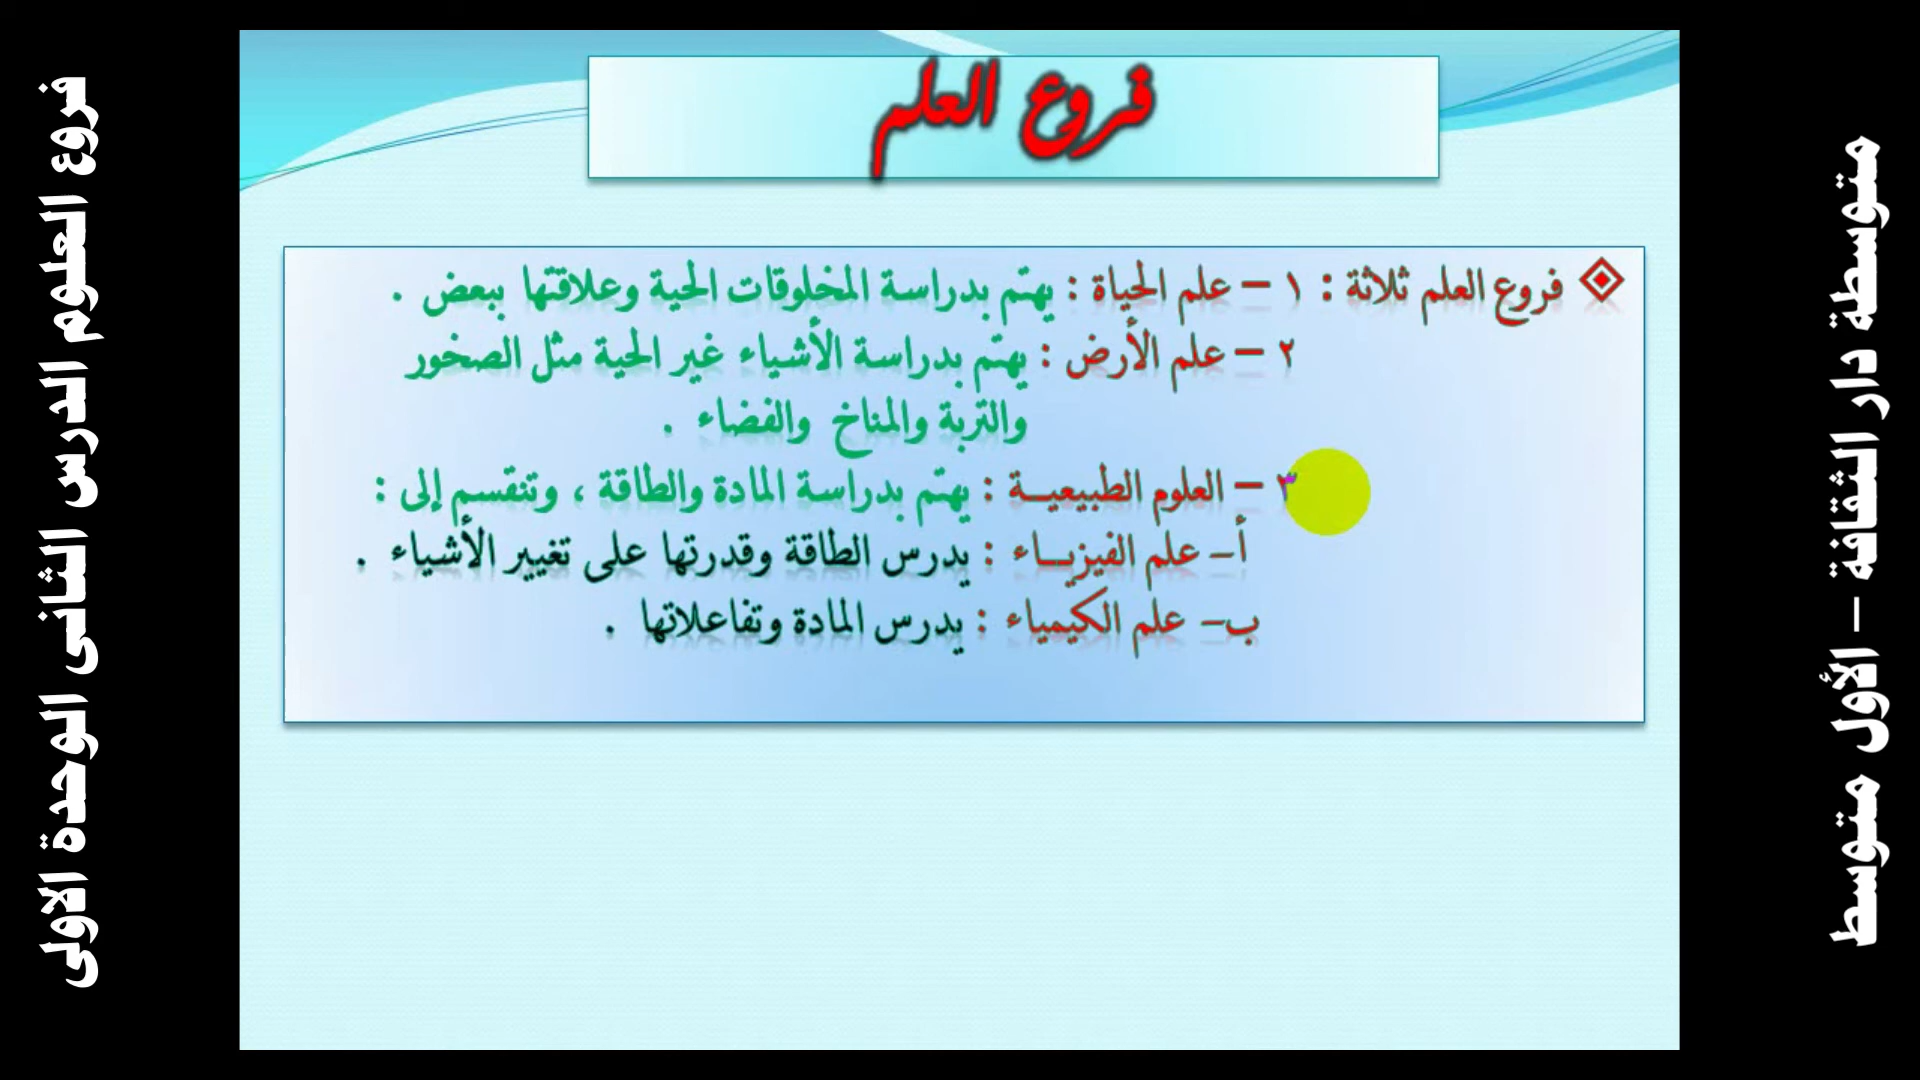 فروع العلم
فروع العلم ثلاثة : ١ – علم الحياة : يهتم بدراسة المخلوقات الحية وعلاقتها ببعض .
٢ – علم الأرض : يهتم بدراسة الأشياء غير الحية مثل الصخور
والتربة والمناخ والفضاء .
٣ – العلوم الطبيعيــة : يهتم بدراسة المادة والطاقة ، وتنقسم إلى :
أ– علم الفيزيــاء : يدرس الطاقة وقدرتها على تغيير الأشياء .
ب– علم الكيمياء : يدرس المادة وتفاعلاتها .
متوسطة دار الثقافة – الأول متوسط
فروع العلوم الدرس الثانى الوحدة الاولى